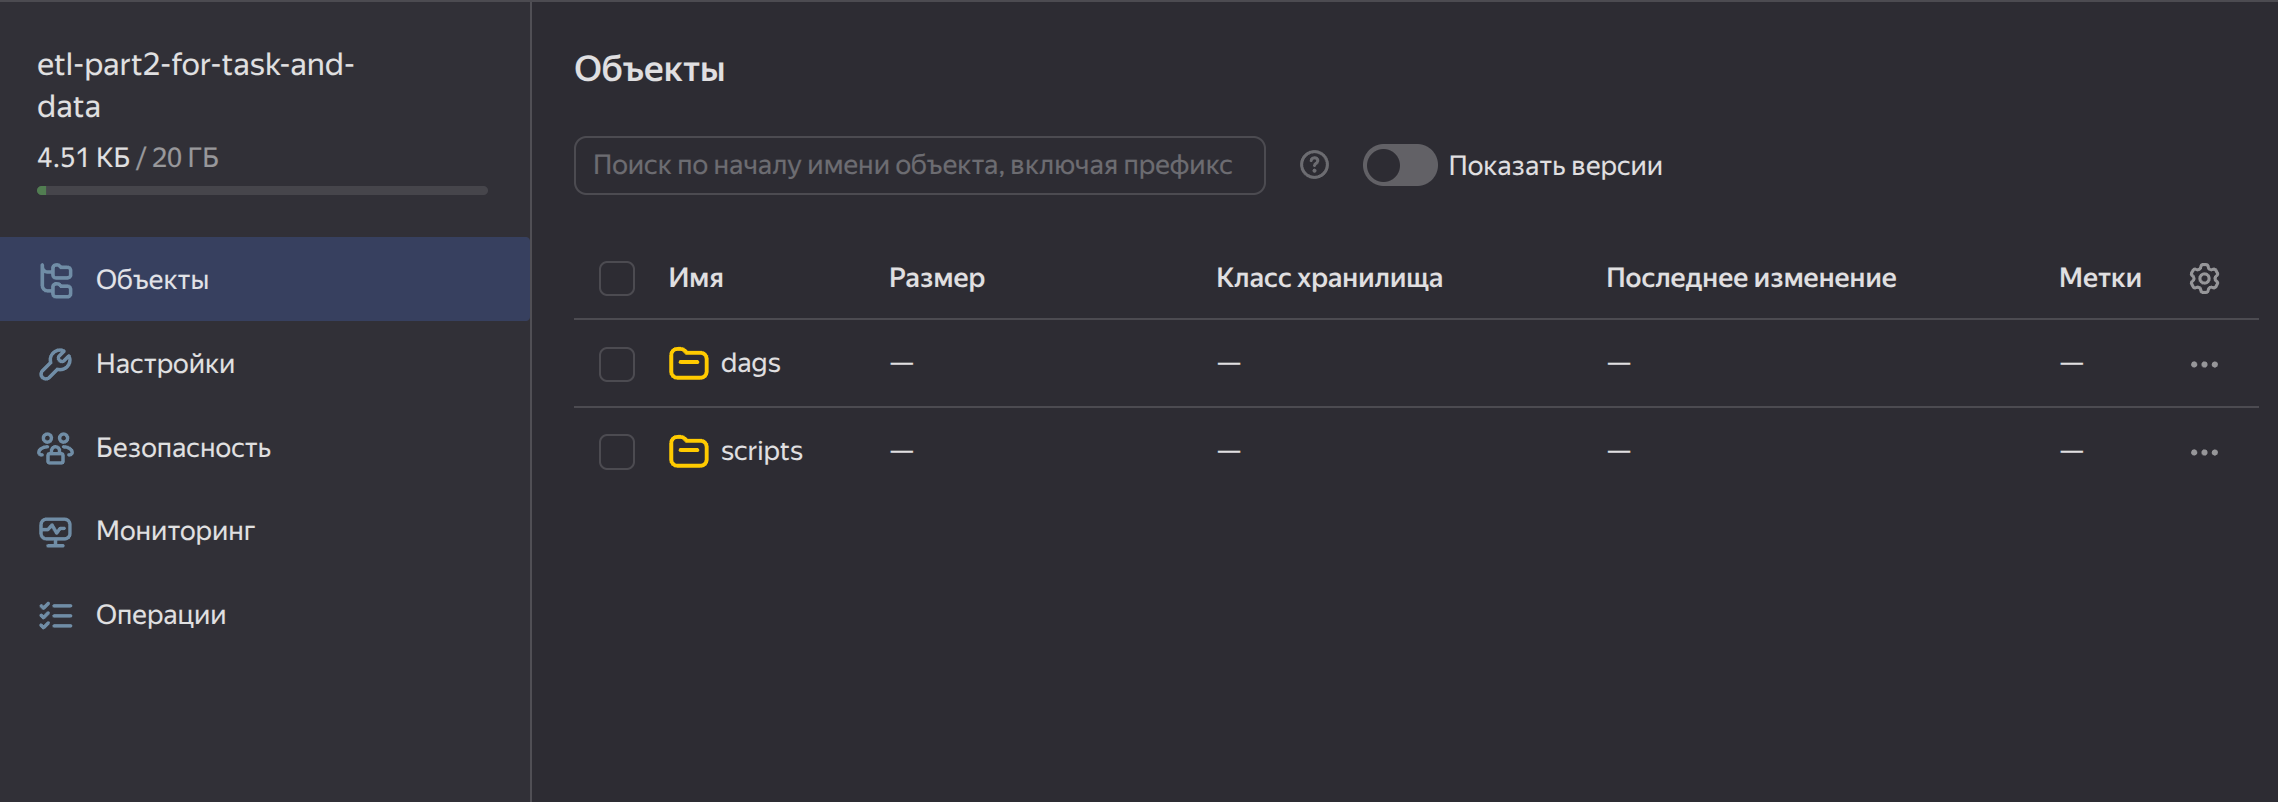 etl-part2-for-task-and-
data
4.51 КБ / 20 ГБ
Объекты
Настройки
Безопасность
Мониторинг
Операции
Объекты
Поиск по началу имени объекта, включая префикс
Показать версии
Имя Размер Класс хранилища Последнее изменение Метки
dags — — — —
scripts — — — —